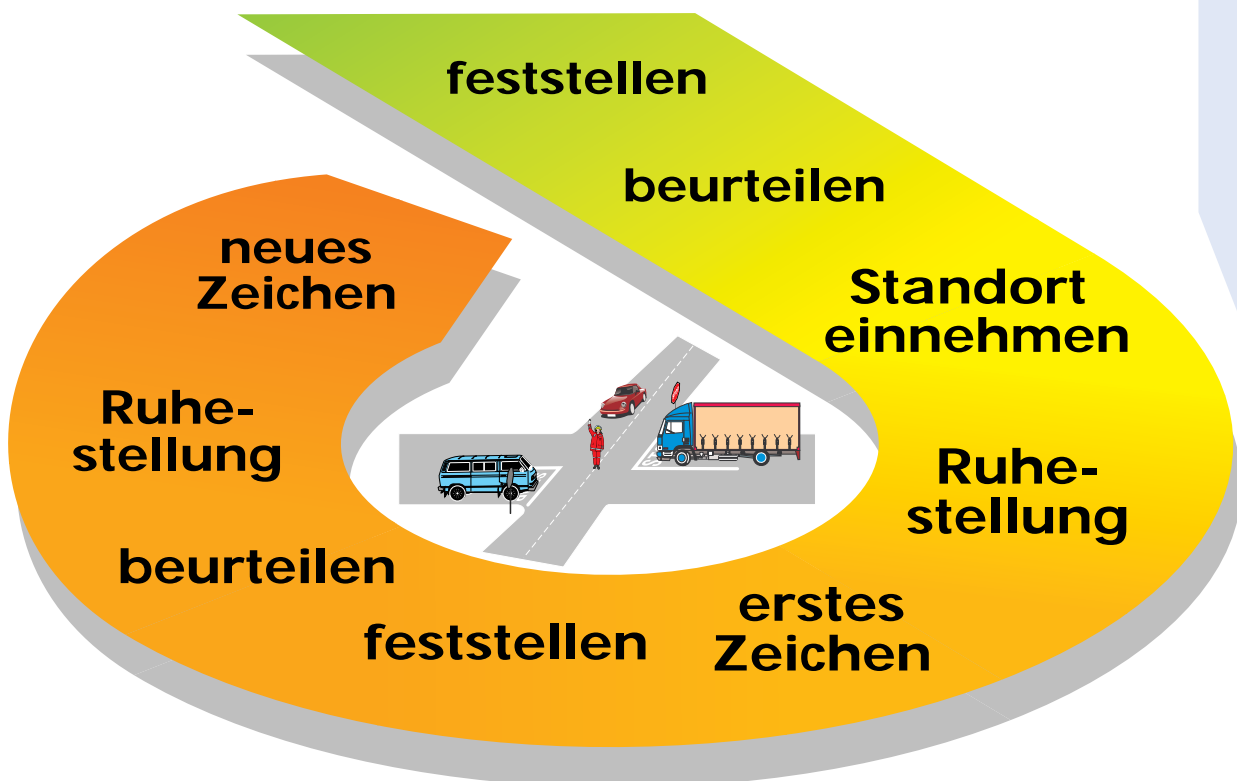 feststellen
beurteilen
Standort
einnehmen
Ruhe-
stellung
erstes
Zeichen
feststellen
beurteilen
Ruhe-
stellung
neues
Zeichen